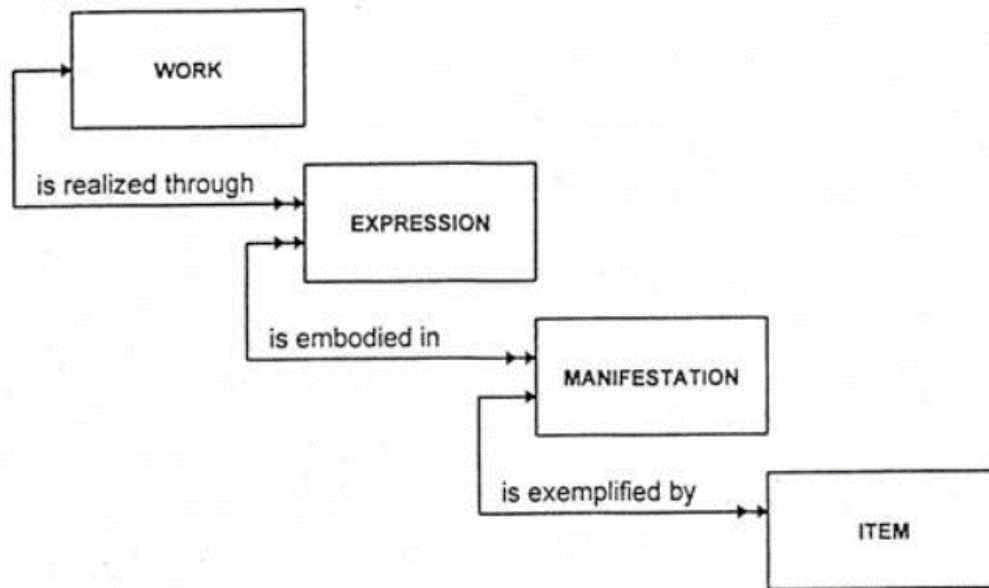 WORK
is realized through
EXPRESSION
is embodied in
MANIFESTATION
is exemplified by
ITEM